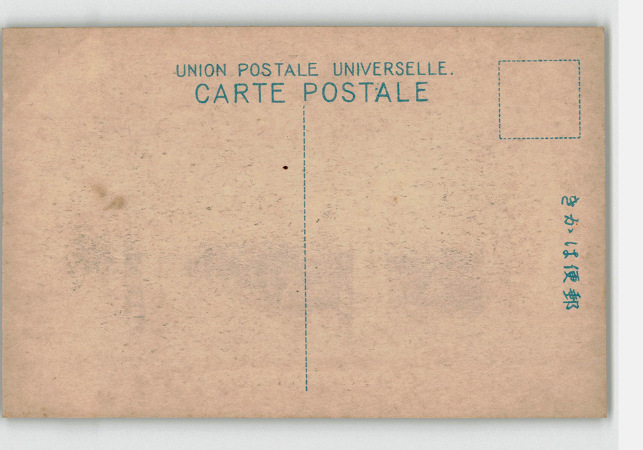 UNION POSTALE UNIVERSELLE.
CARTE POSTALE
郵便はがき